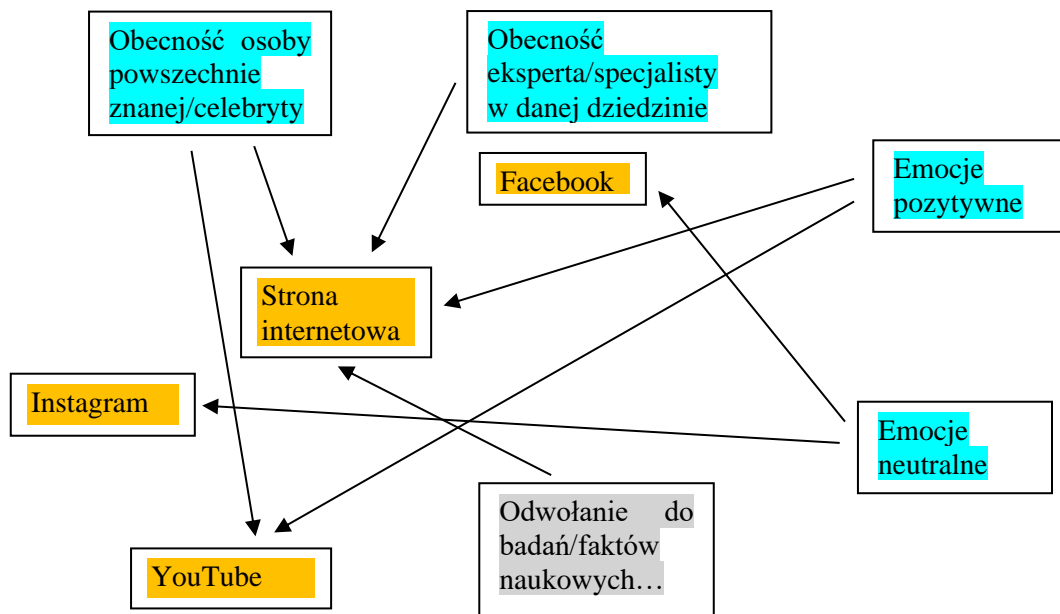 Obecność osoby
powszechnie
znanej/celebryty
Obecność
eksperta/specjalisty
w danej dziedzinie
Facebook
Emocje
pozytywne
Strona
internetowa
Instagram
Emocje
neutralne
Odwołanie do
badań/faktów
naukowych…
YouTube